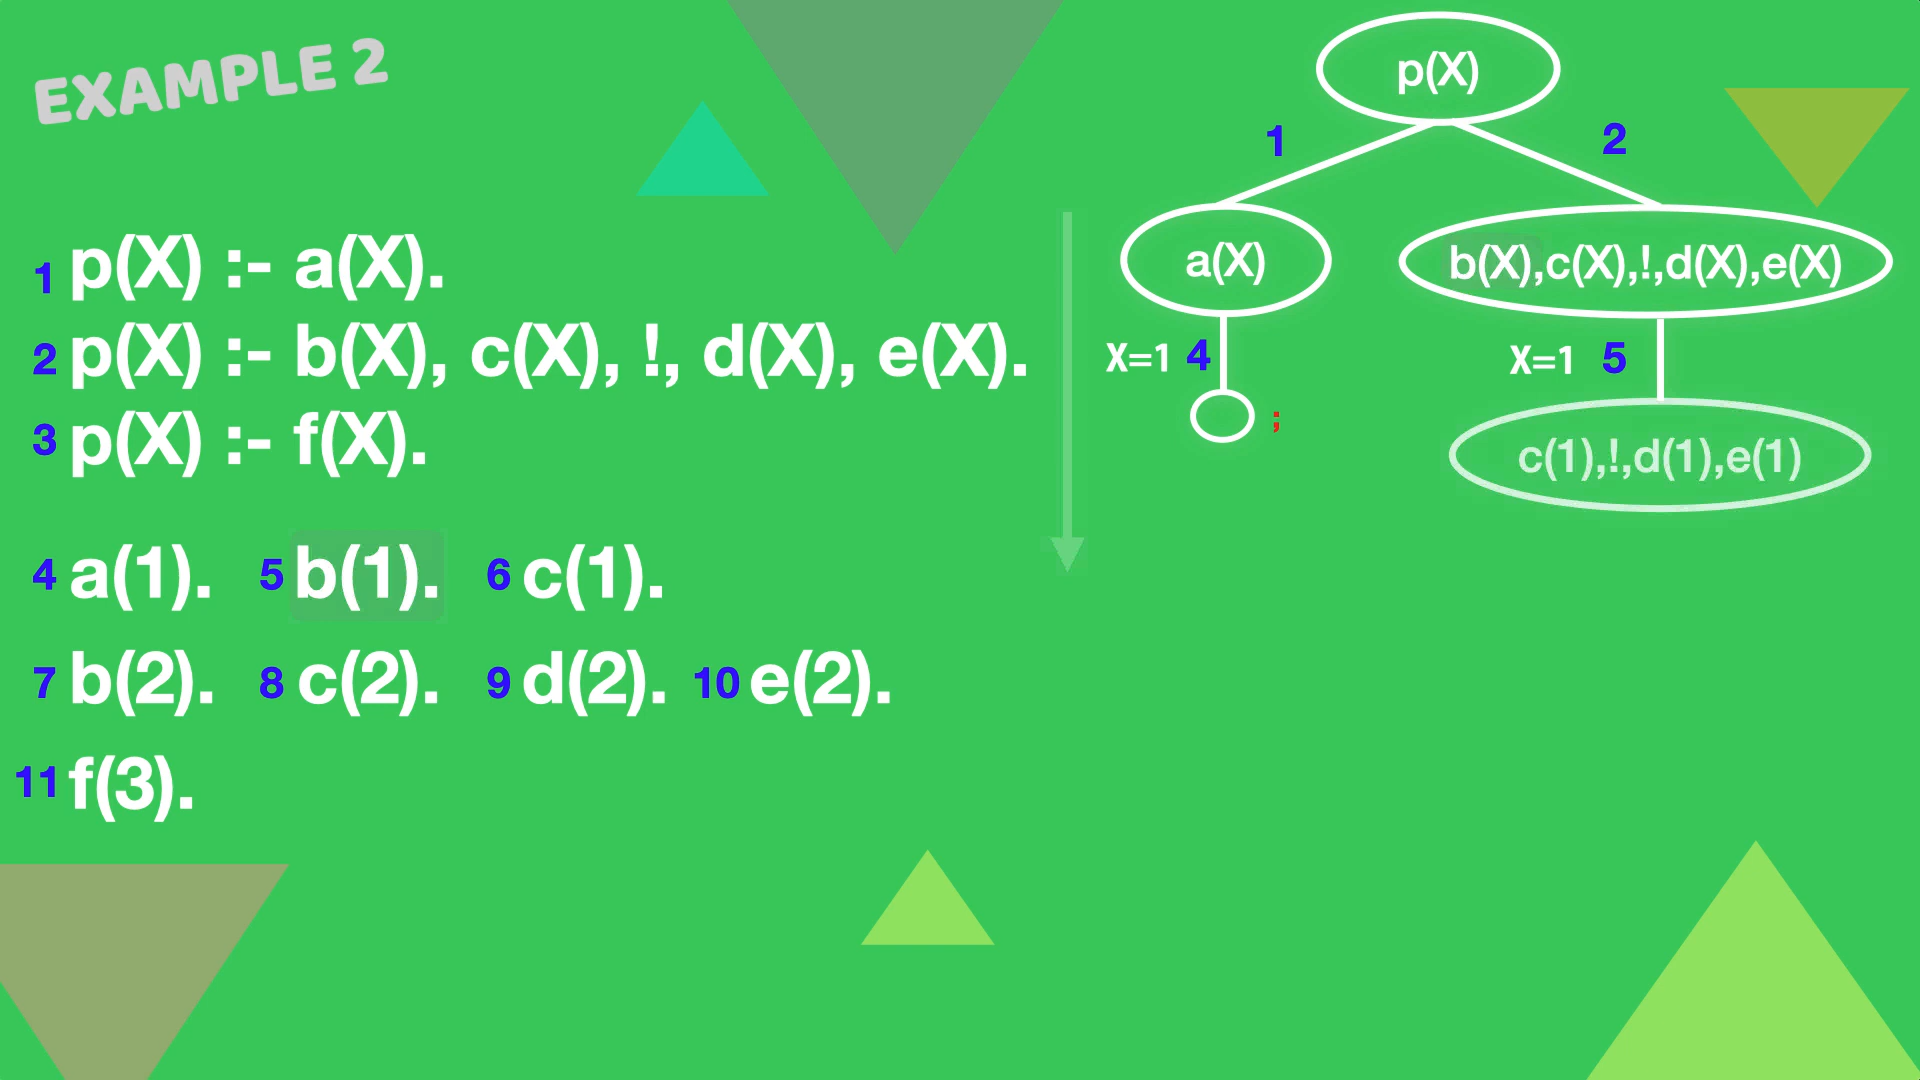 EXAMPLE 2
1 p(X) :- a(X).
2 p(X) :- b(X), c(X), !, d(X), e(X).
3 p(X) :- f(X).
4 a(1). 5 b(1). 6 c(1).
7 b(2). 8 c(2). 9 d(2). 10 e(2).
11 f(3).
p(X)
1 2
a(X) b(X),c(X),!,d(X),e(X)
X=1 4 X=1 5
;
c(1),!,d(1),e(1)